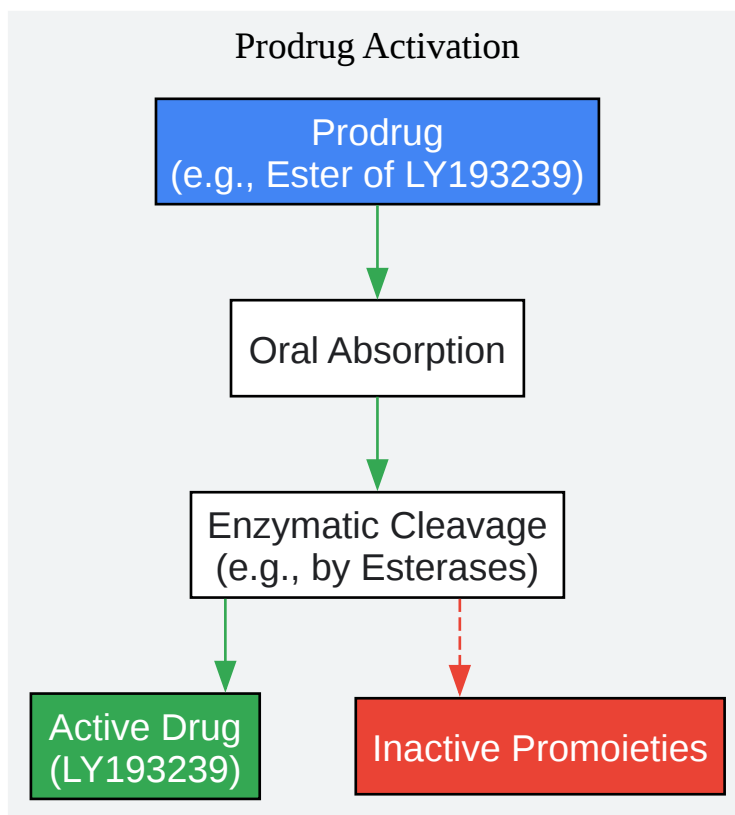 Prodrug Activation
Prodrug
(e.g., Ester of LY193239)
Oral Absorption
Enzymatic Cleavage
(e.g., by Esterases)
Active Drug
(LY193239)
Inactive Promoieties